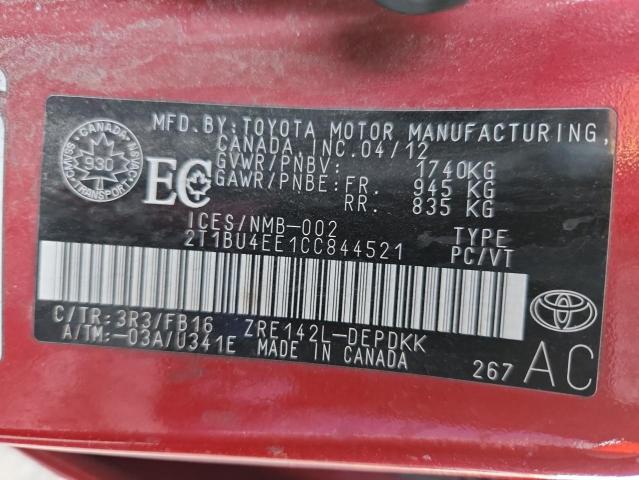 MFD.BY:TOYOTA MOTOR MANUFACTURING,
CANADA, INC.04/12
GVWR/PNBV: 1740KG
GAWR/PNBE:FR. 945 KG
RR. 835 KG
CANADA
930
TRANSPORT
EC
ICES/NMB-002
2T1BU4EE1CC844521
TYPE
PC/VT
C/TR:3R3/FB16 ZRE142L-DEPDKK
A/TM:-03A/U341E MADE IN CANADA
267 AC
TOYOTA